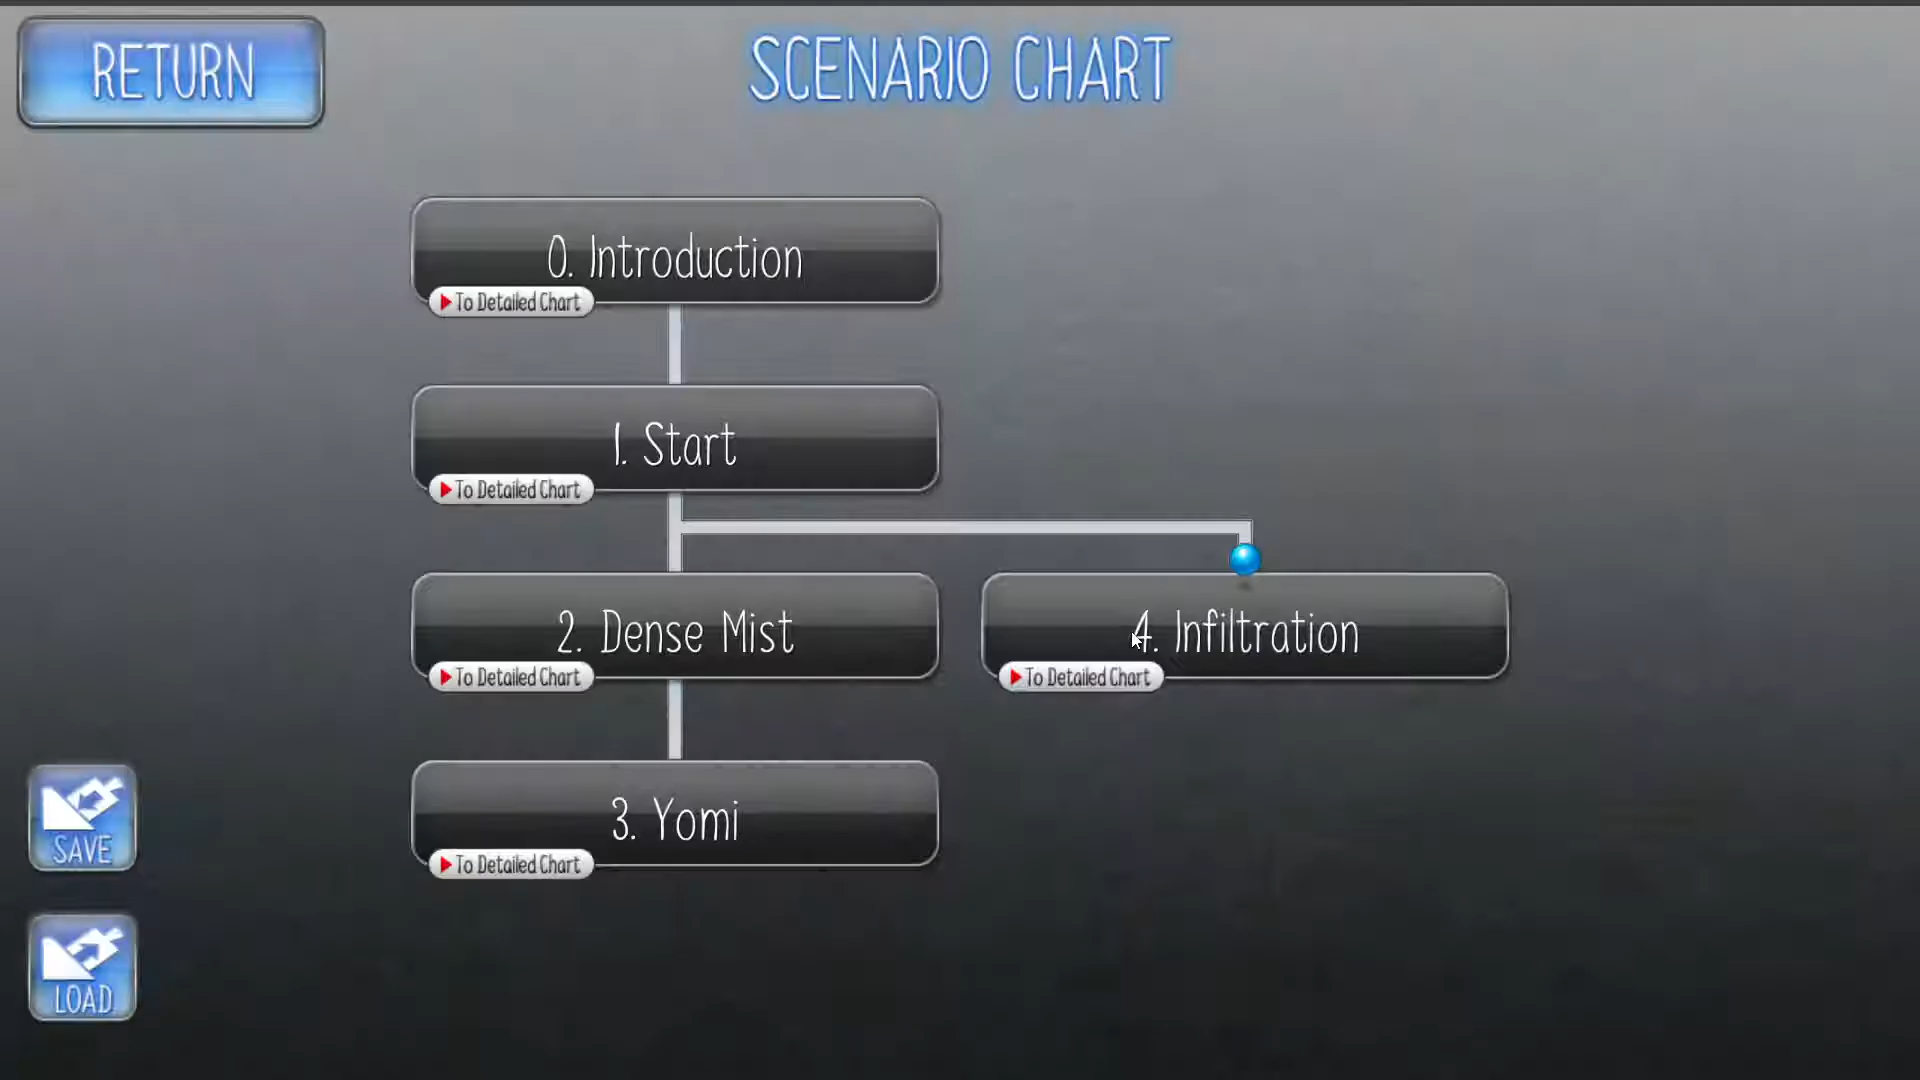 RETURN
SCENARIO CHART
0. Introduction
To Detailed Chart
1. Start
To Detailed Chart
2. Dense Mist
To Detailed Chart
4. Infiltration
To Detailed Chart
3. Yomi
To Detailed Chart
SAVE
LOAD